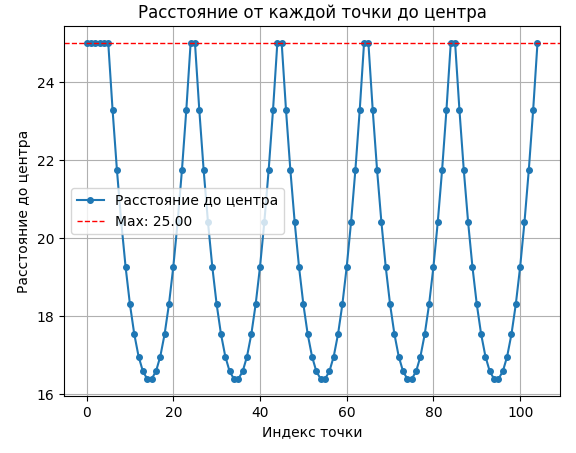 Расстояние от каждой точки до центра
Расстояние до центра
24
22
20
18
16
Расстояние до центра
Max: 25.00
0 20 40 60 80 100
Индекс точки